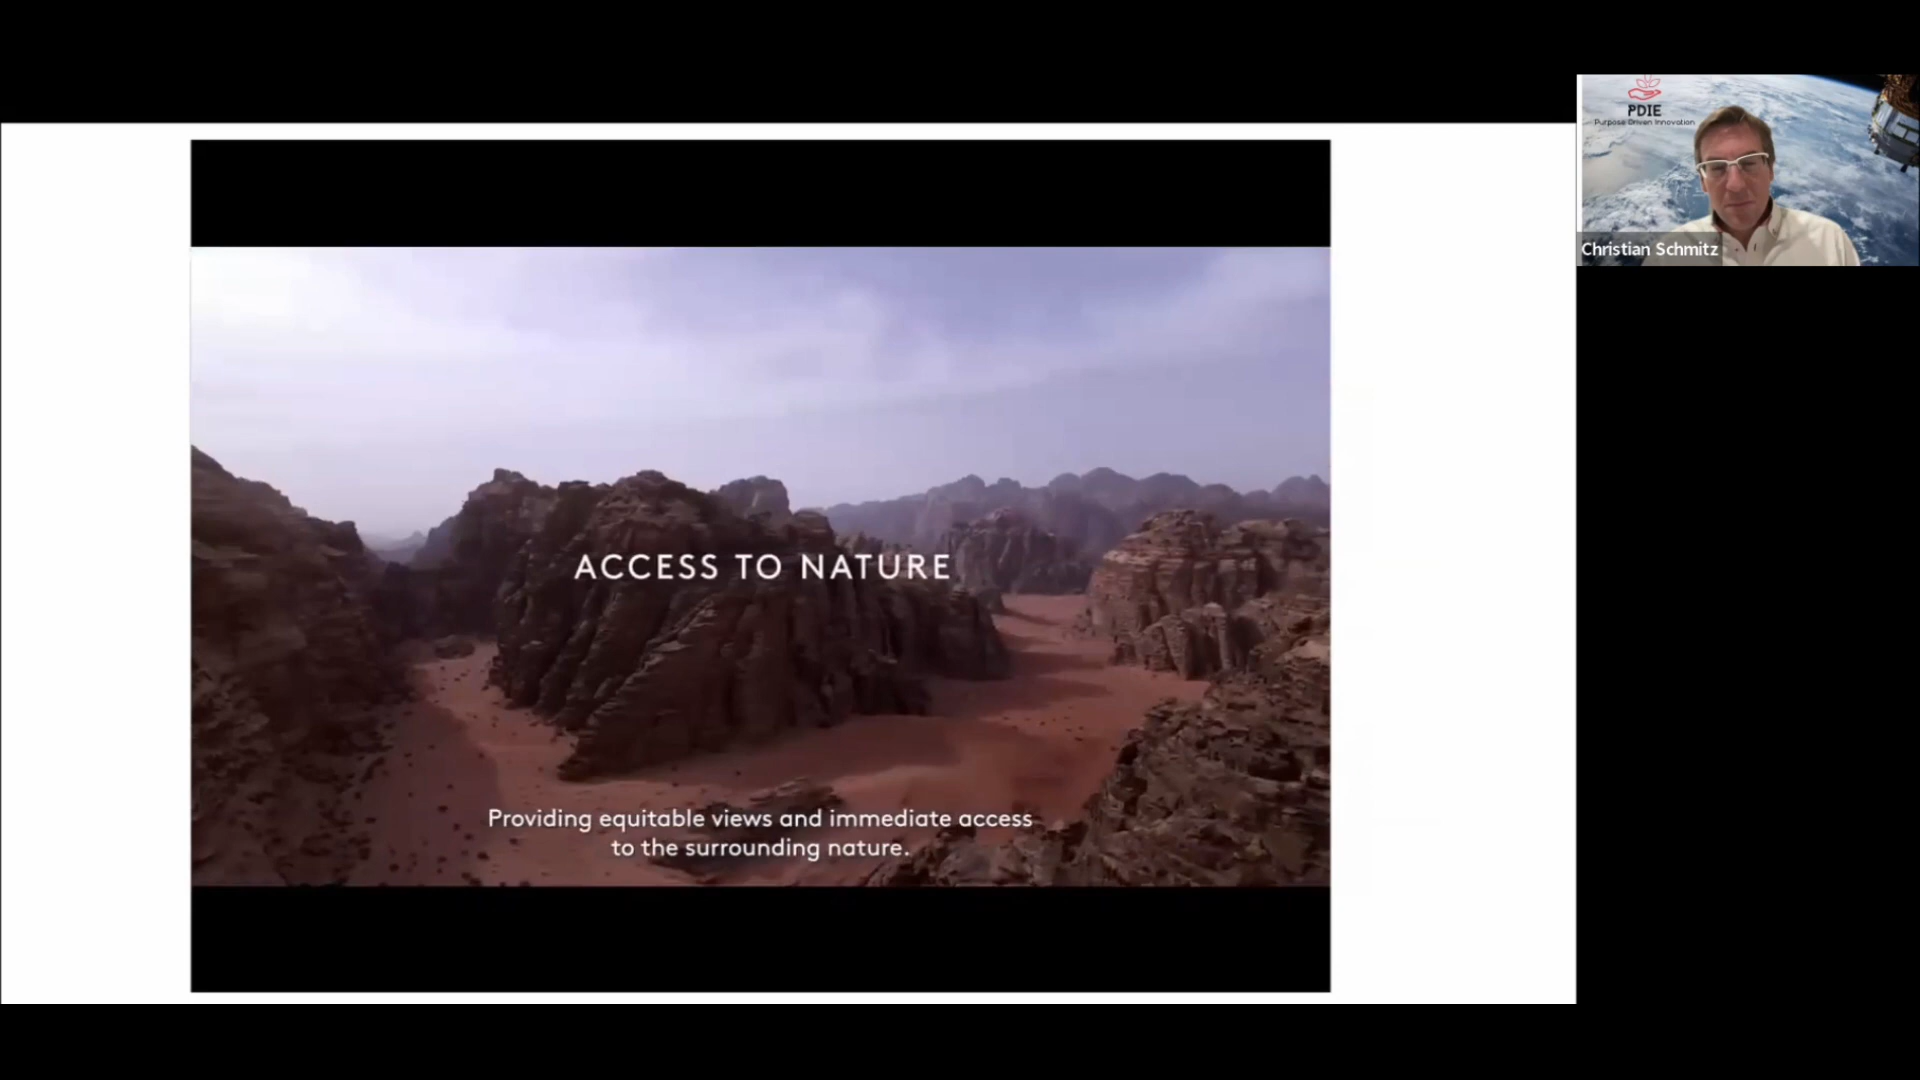 PDIE
Purpose Driven Innovation
Christian Schmitz
ACCESS TO NATURE
Providing equitable views and immediate access
to the surrounding nature.